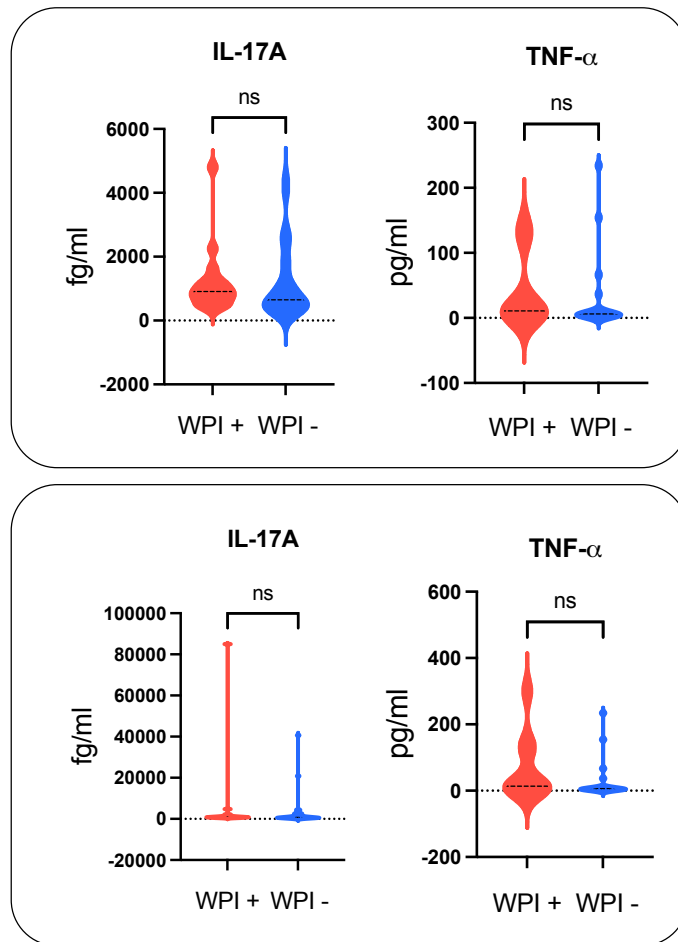 IL-17A
ns
6000
4000
2000
0
-2000
fg/ml
WPI + WPI -
TNF-α
ns
300
200
100
0
-100
pg/ml
WPI + WPI -
IL-17A
ns
100000
80000
60000
40000
20000
0
-20000
fg/ml
WPI + WPI -
TNF-α
ns
600
400
200
0
-200
pg/ml
WPI + WPI -